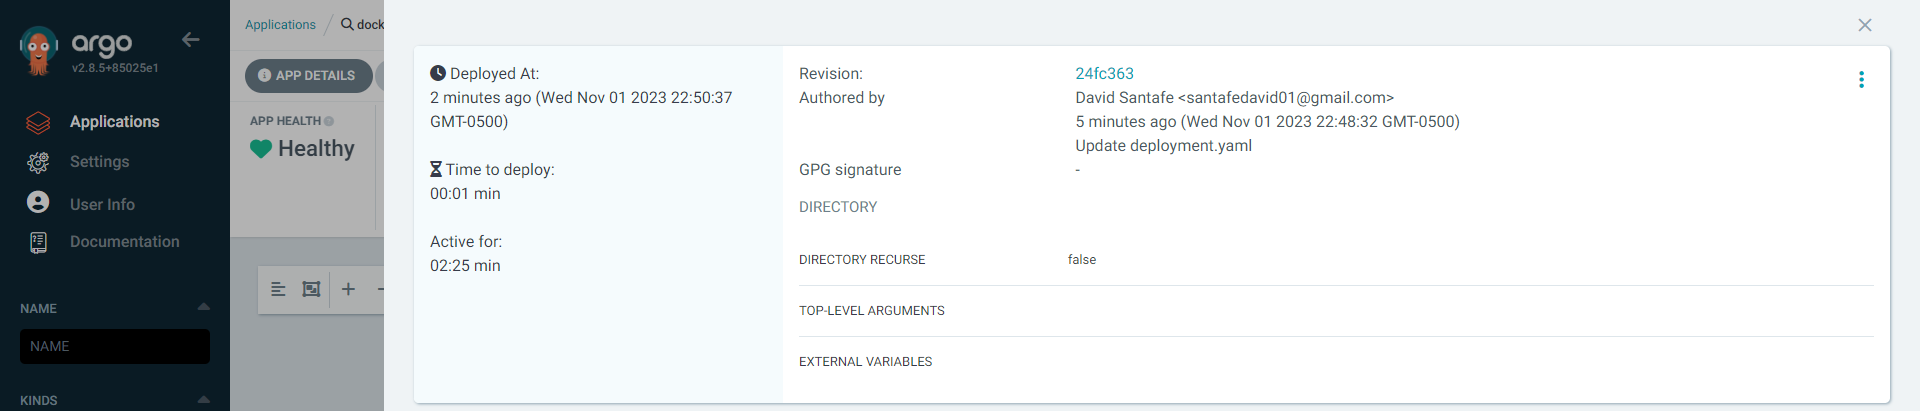 argo
v2.8.5+85025e1
Applications
Settings
User Info
Documentation
NAME
NAME
KINDS
Applications
dock
APP DETAILS
APP HEALTH
Healthy
Deployed At:
2 minutes ago (Wed Nov 01 2023 22:50:37
GMT-0500)
Time to deploy:
00:01 min
Active for:
02:25 min
Revision: 24fc363
Authored by David Santafe <santafedavid01@gmail.com>
5 minutes ago (Wed Nov 01 2023 22:48:32 GMT-0500)
Update deployment.yaml
GPG signature -
DIRECTORY
DIRECTORY RECURSE false
TOP-LEVEL ARGUMENTS
EXTERNAL VARIABLES